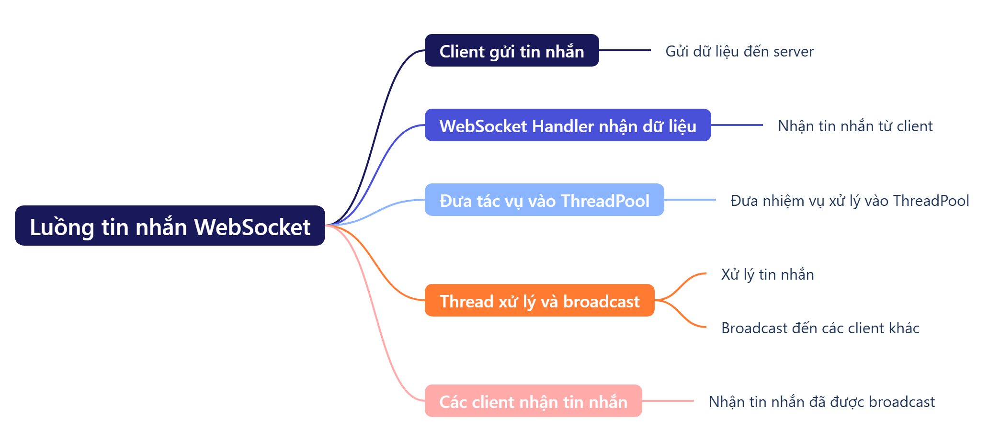 Luồng tin nhắn WebSocket
Client gửi tin nhắn
Gửi dữ liệu đến server
WebSocket Handler nhận dữ liệu
Nhận tin nhắn từ client
Đưa tác vụ vào ThreadPool
Đưa nhiệm vụ xử lý vào ThreadPool
Thread xử lý và broadcast
Xử lý tin nhắn
Broadcast đến các client khác
Các client nhận tin nhắn
Nhận tin nhắn đã được broadcast